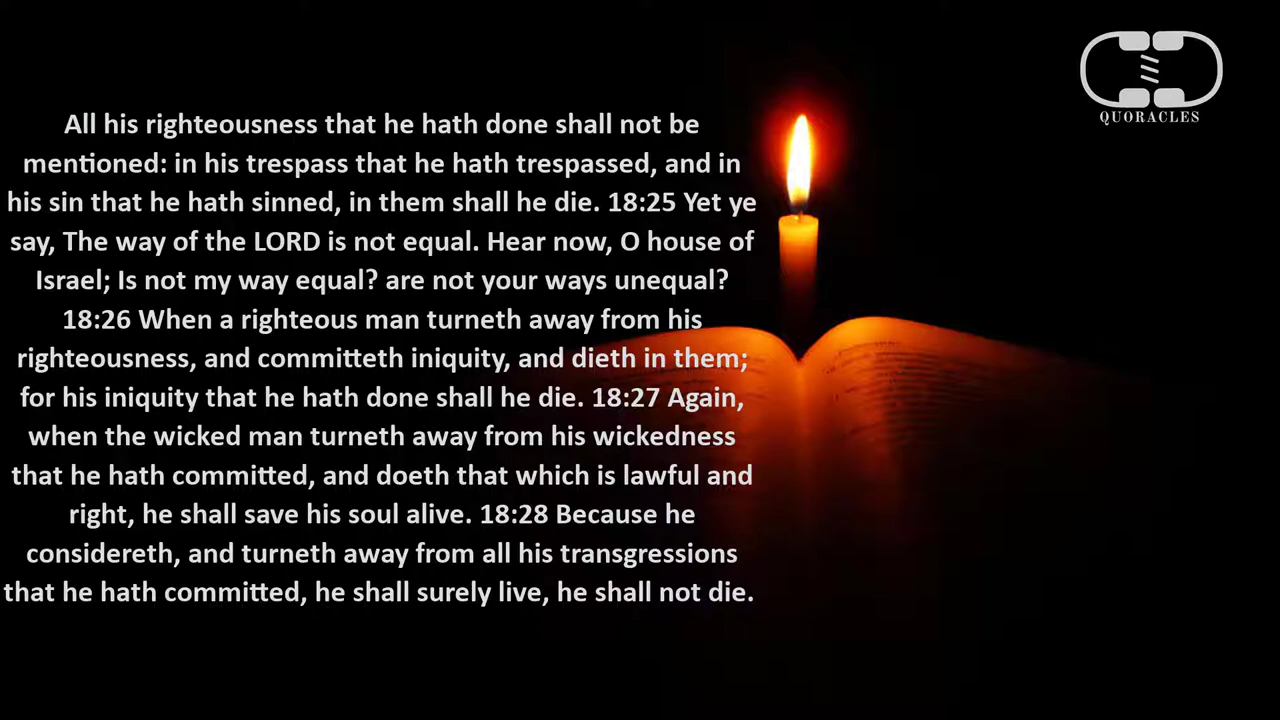 All his righteousness that he hath done shall not be
mentioned: in his trespass that he hath trespassed, and in
his sin that he hath sinned, in them shall he die. 18:25 Yet ye
say, The way of the LORD is not equal. Hear now, O house of
Israel; Is not my way equal? are not your ways unequal?
18:26 When a righteous man turneth away from his
righteousness, and committeth iniquity, and dieth in them;
for his iniquity that he hath done shall he die. 18:27 Again,
when the wicked man turneth away from his wickedness
that he hath committed, and doeth that which is lawful and
right, he shall save his soul alive. 18:28 Because he
considereth, and turneth away from all his transgressions
that he hath committed, he shall surely live, he shall not die.
QUORACLES